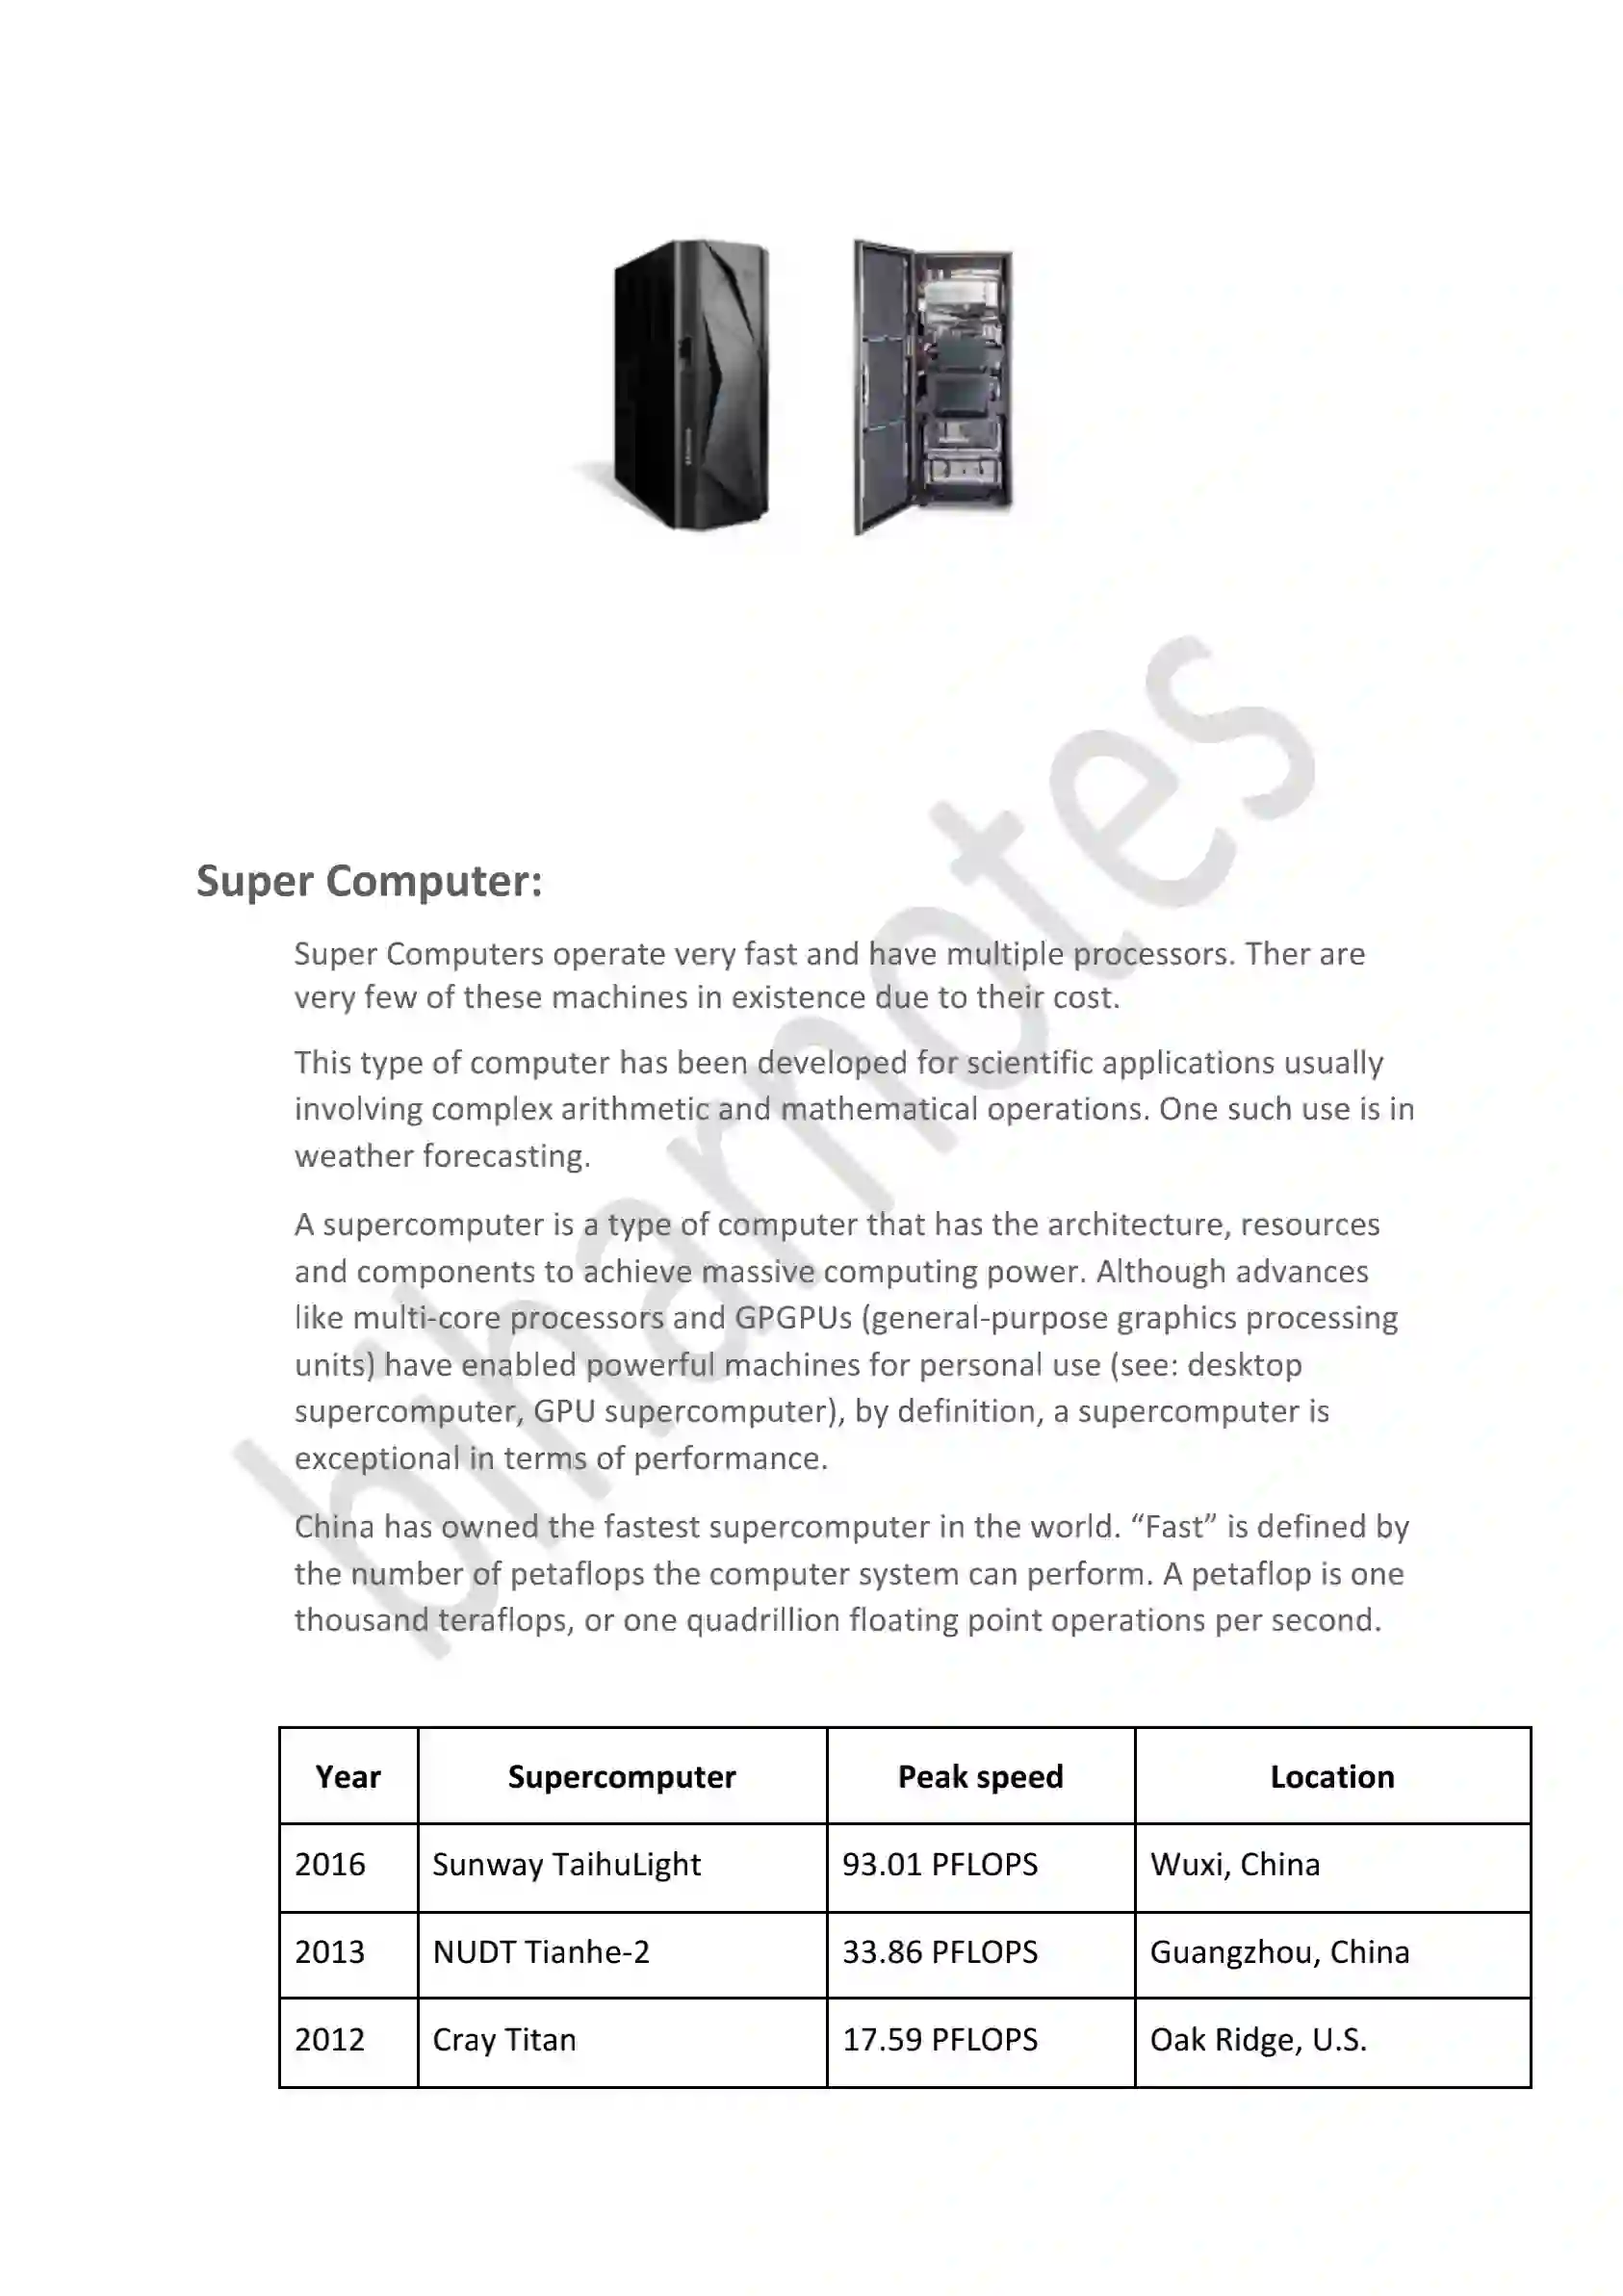 Super Computer:
Super Computers operate very fast and have multiple processors. Ther are
very few of these machines in existence due to their cost.
This type of computer has been developed for scientific applications usually
involving complex arithmetic and mathematical operations. One such use is in
weather forecasting.
A supercomputer is a type of computer that has the architecture, resources
and components to achieve massive computing power. Although advances
like multi-core processors and GPGPUs (general-purpose graphics processing
units) have enabled powerful machines for personal use (see: desktop
supercomputer, GPU supercomputer), by definition, a supercomputer is
exceptional in terms of performance.
China has owned the fastest supercomputer in the world. “Fast” is defined by
the number of petaflops the computer system can perform. A petaflop is one
thousand teraflops, or one quadrillion floating point operations per second.
Year Supercomputer Peak speed Location
2016 Sunway TaihuLight 93.01 PFLOPS Wuxi, China
2013 NUDT Tianhe-2 33.86 PFLOPS Guangzhou, China
2012 Cray Titan 17.59 PFLOPS Oak Ridge, U.S.
biharnotes